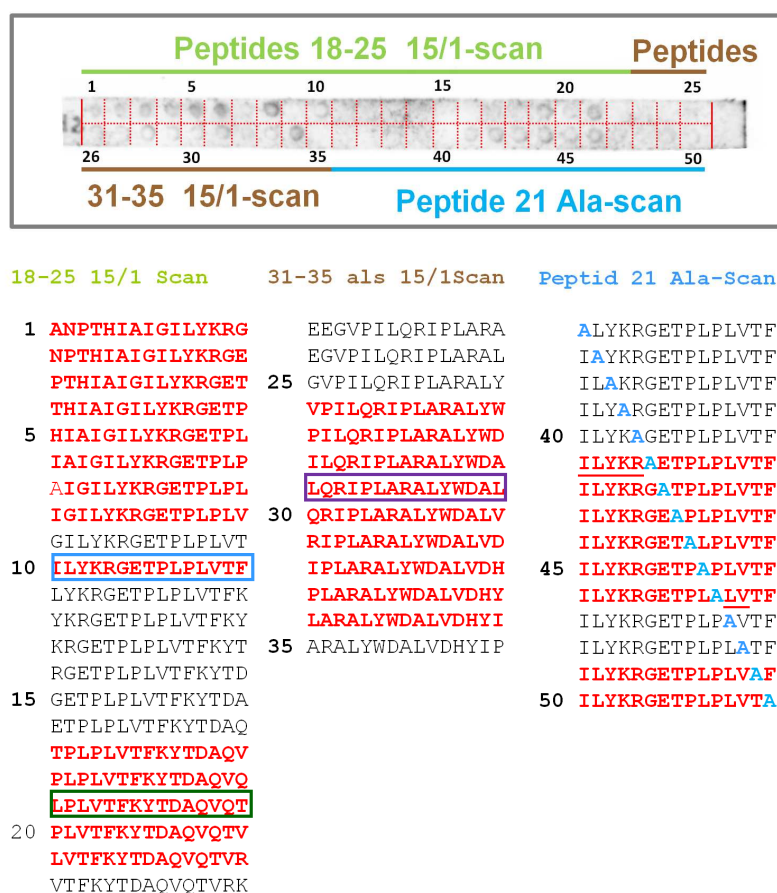 Peptides 18-25 15/1-scan Peptides
1 5 10 15 20 25
26 30 35 40 45 50
31-35 15/1-scan Peptide 21 Ala-scan
18-25 15/1 Scan
1 ANPTHIAIGILYKRG
NPTHIAIGILYKRGE
PTHIAIGILYKRGET
THIAIGILYKRGETP
5 HIAIGILYKRGETPL
IAIGILYKRGETPLP
AIGILYKRGETPLPL
IGILYKRGETPLPLV
GILYKRGETPLPLVT
10 ILYKRGETPLPLVTF
LYKRGETPLPLVTFK
YKRGETPLPLVTFKY
KRGETPLPLVTFKYT
RGETPLPLVTFKYTD
15 GETPLPLVTFKYTDA
ETPLPLVTFKYTDAQ
TPLPLVTFKYTDAQV
PLPLVTFKYTDAQVQ
LPLVTFKYTDAQVQT
20 PLVTFKYTDAQVQTV
LVTFKYTDAQVQTVR
VTFKYTDAQVQTVRK
31-35 als 15/1Scan
EEGVPILQRIPLARA
EGVPILQRIPLARAL
25 GVPILQRIPLARALY
VPILQRIPLARALYW
PILQRIPLARALYWD
ILQRIPLARALYWDA
LQRIPLARALYWDAL
30 QRIPLARALYWDALV
RIPLARALYWDALVD
IPLARALYWDALVDH
PLARALYWDALVDHY
LARALYWDALVDHYI
35 ARALYWDALVDHYIP
Peptid 21 Ala-Scan
ALYKRGETPLPLVTF
IAYKRGETPLPLVTF
ILAKRGETPLPLVTF
ILYARGETPLPLVTF
40 ILYKAGETPLPLVTF
ILYKRAETPLPLVTF
ILYKRGATPLPLVTF
ILYKRGEAPLPLVTF
ILYKRGETALPLVTF
45 ILYKRGETPAPLVTF
ILYKRGETPLALVTF
ILYKRGETPLPAVTF
ILYKRGETPLPLATF
ILYKRGETPLPLVAF
50 ILYKRGETPLPLVTA